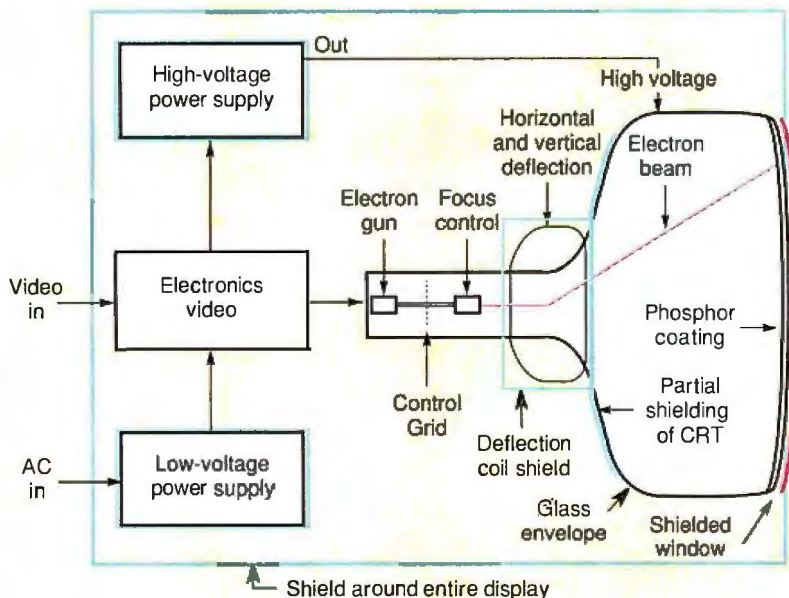 Out
High-voltage
power supply
High voltage
Horizontal
and vertical
deflection
Electron
beam
Electron
gun
Focus
control
Video
in
Electronics
video
Phosphor
coating
Control
Grid
Partial
shielding
of CRT
Deflection
coil shield
AC
in
Low-voltage
power supply
Glass
envelope
Shielded
window
Shield around entire display